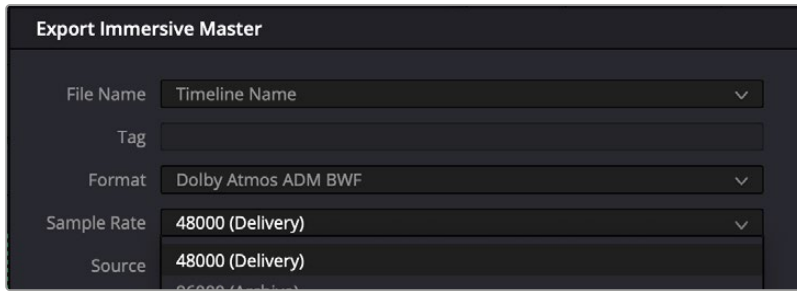 Export Immersive Master
File Name Timeline Name
Tag
Format Dolby Atmos ADM BWF
Sample Rate 48000 (Delivery)
Source 48000 (Delivery)